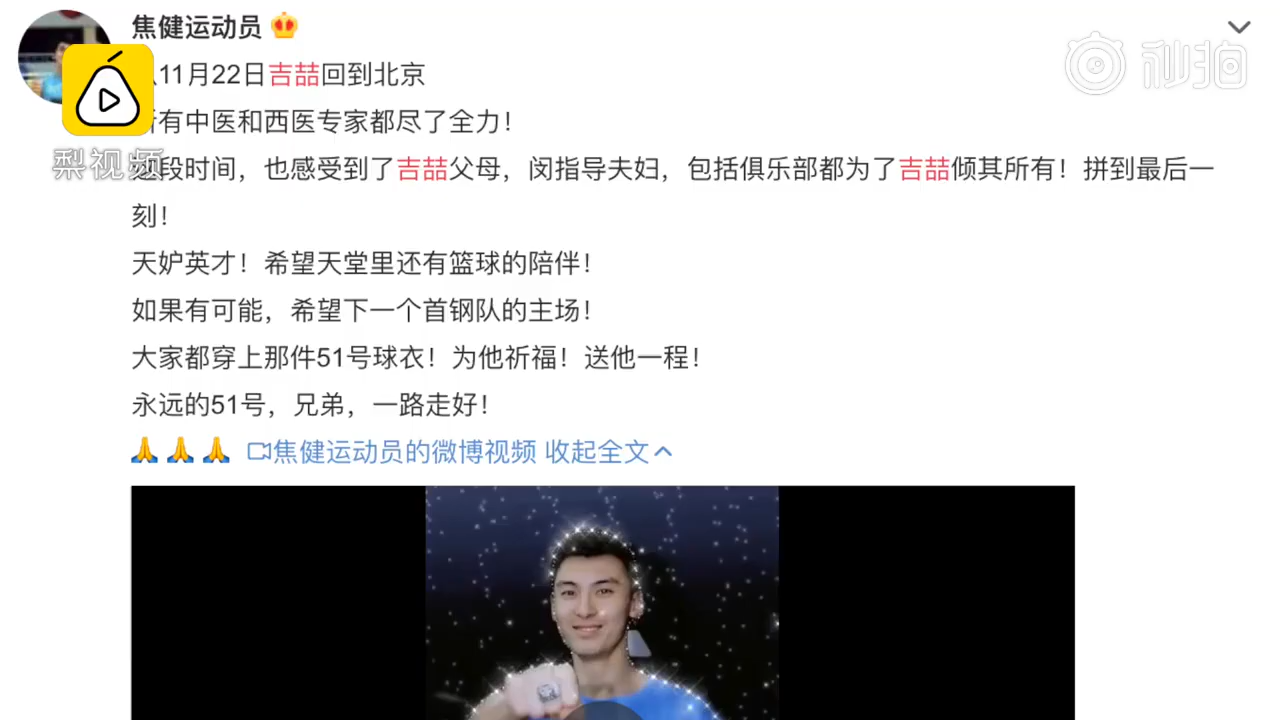 焦健运动员
11月22日吉喆回到北京
所有中医和西医专家都尽了全力！
段时间，也感受到了吉喆父母，闵指导夫妇，包括俱乐部都为了吉喆倾其所有！拼到最后一
刻！
天妒英才！希望天堂里还有篮球的陪伴！
如果有可能，希望下一个首钢队的主场！
大家都穿上那件51号球衣！为他祈福！送他一程！
永远的51号，兄弟，一路走好！
🙏 🙏 🙏 焦健运动员的微博视频 收起全文
梨视频
秒拍